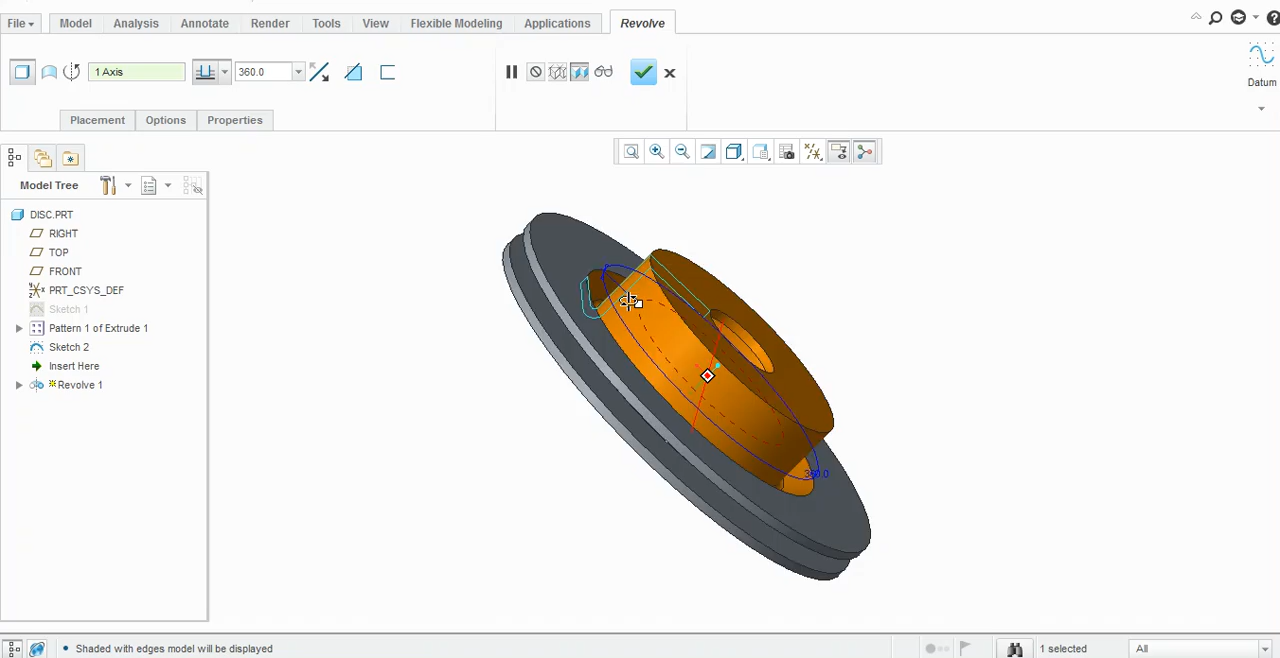 File Model Analysis Annotate Render Tools View Flexible Modeling Applications Revolve
1 Axis 360.0
Datum
Placement Options Properties
Model Tree
DISC.PRT
RIGHT
TOP
FRONT
PRT_CSYS_DEF
Sketch 1
Pattern 1 of Extrude 1
Sketch 2
Insert Here
Revolve 1
360.0
Shaded with edges model will be displayed 1 selected All